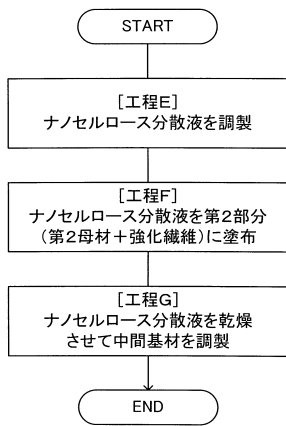 START
[工程E]
ナノセルロース分散液を調製
[工程F]
ナノセルロース分散液を第2部分
(第2母材+強化繊維)に塗布
[工程G]
ナノセルロース分散液を乾燥
させて中間基材を調製
END